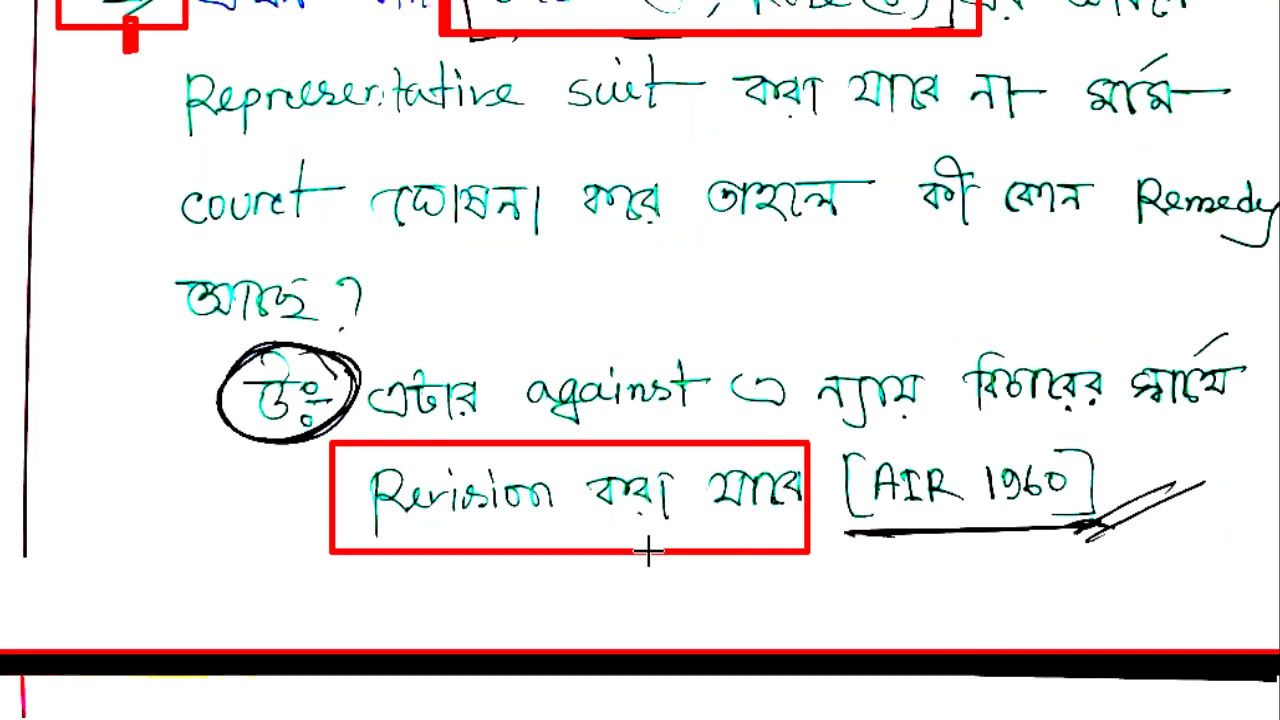 Representative suit করা যাবে না মর্মে
court ঘোষনা করে তাহলে কী কোন Remedy
আছে ?
উঃ এটার against এ ন্যায় বিচারের স্বার্থে
Revision করা যাবে [AIR 1960]